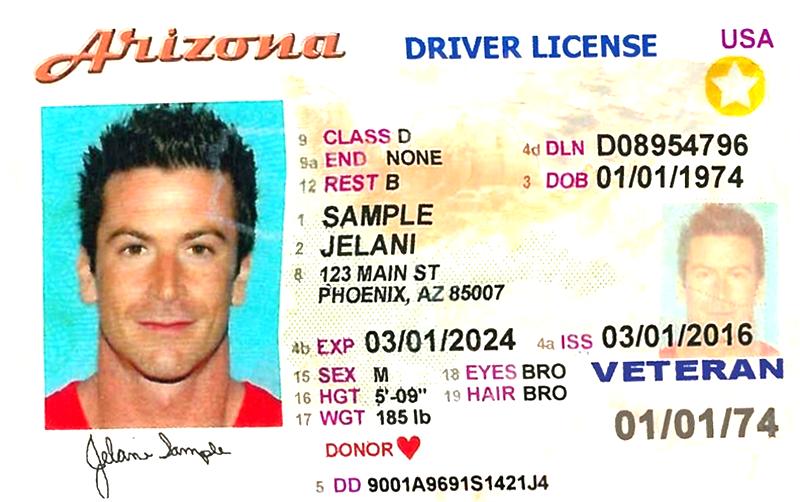 Arizona DRIVER LICENSE USA
9 CLASS D
9a END NONE
12 REST B
4d DLN D08954796
3 DOB 01/01/1974
1 SAMPLE
2 JELANI
8 123 MAIN ST
PHOENIX, AZ 85007
4b EXP 03/01/2024 4a ISS 03/01/2016
15 SEX M 18 EYES BRO
16 HGT 5'-09" 19 HAIR BRO
17 WGT 185 lb
VETERAN
01/01/74
DONOR
Jelani Sample
5 DD 9001A9691S1421J4